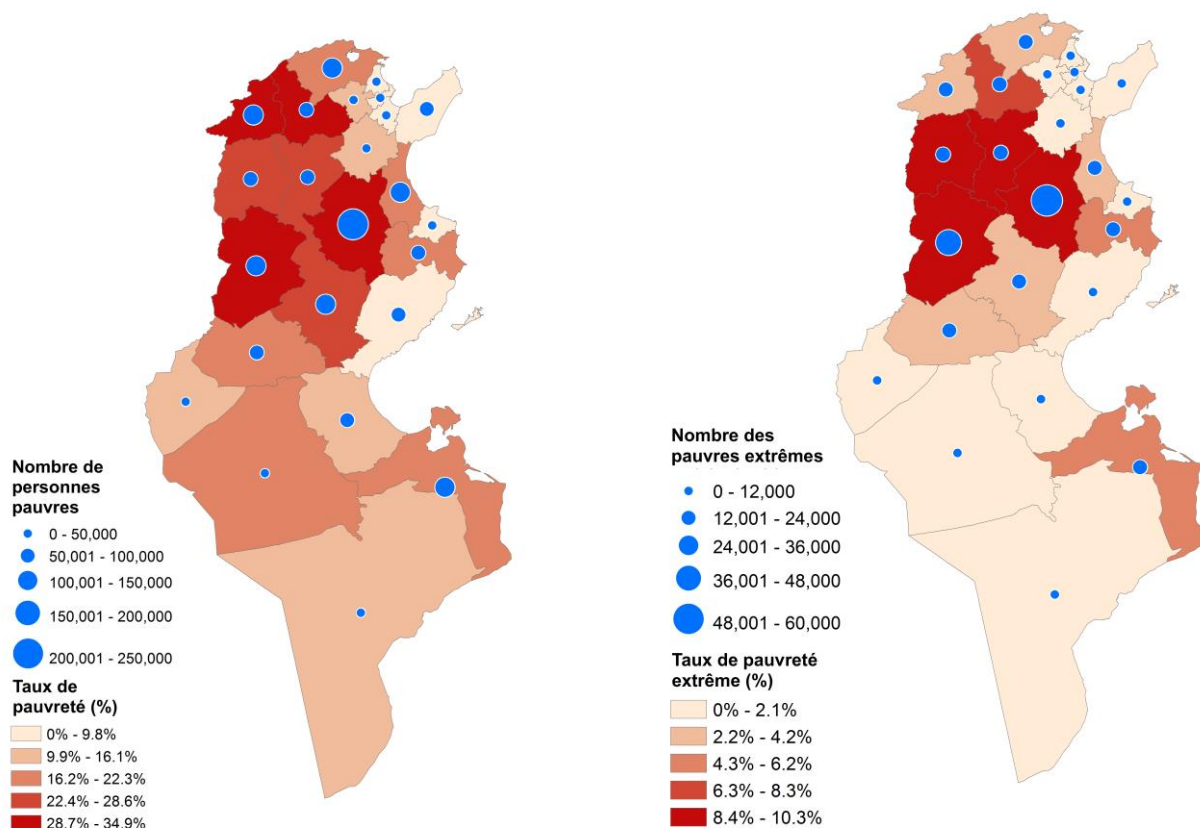 Nombre de
personnes
pauvres
0 - 50,000
50,001 - 100,000
100,001 - 150,000
150,001 - 200,000
200,001 - 250,000
Taux de
pauvreté (%)
0% - 9.8%
9.9% - 16.1%
16.2% - 22.3%
22.4% - 28.6%
28.7% - 34.9%
Nombre des
pauvres extrêmes
0 - 12,000
12,001 - 24,000
24,001 - 36,000
36,001 - 48,000
48,001 - 60,000
Taux de pauvreté
extrême (%)
0% - 2.1%
2.2% - 4.2%
4.3% - 6.2%
6.3% - 8.3%
8.4% - 10.3%